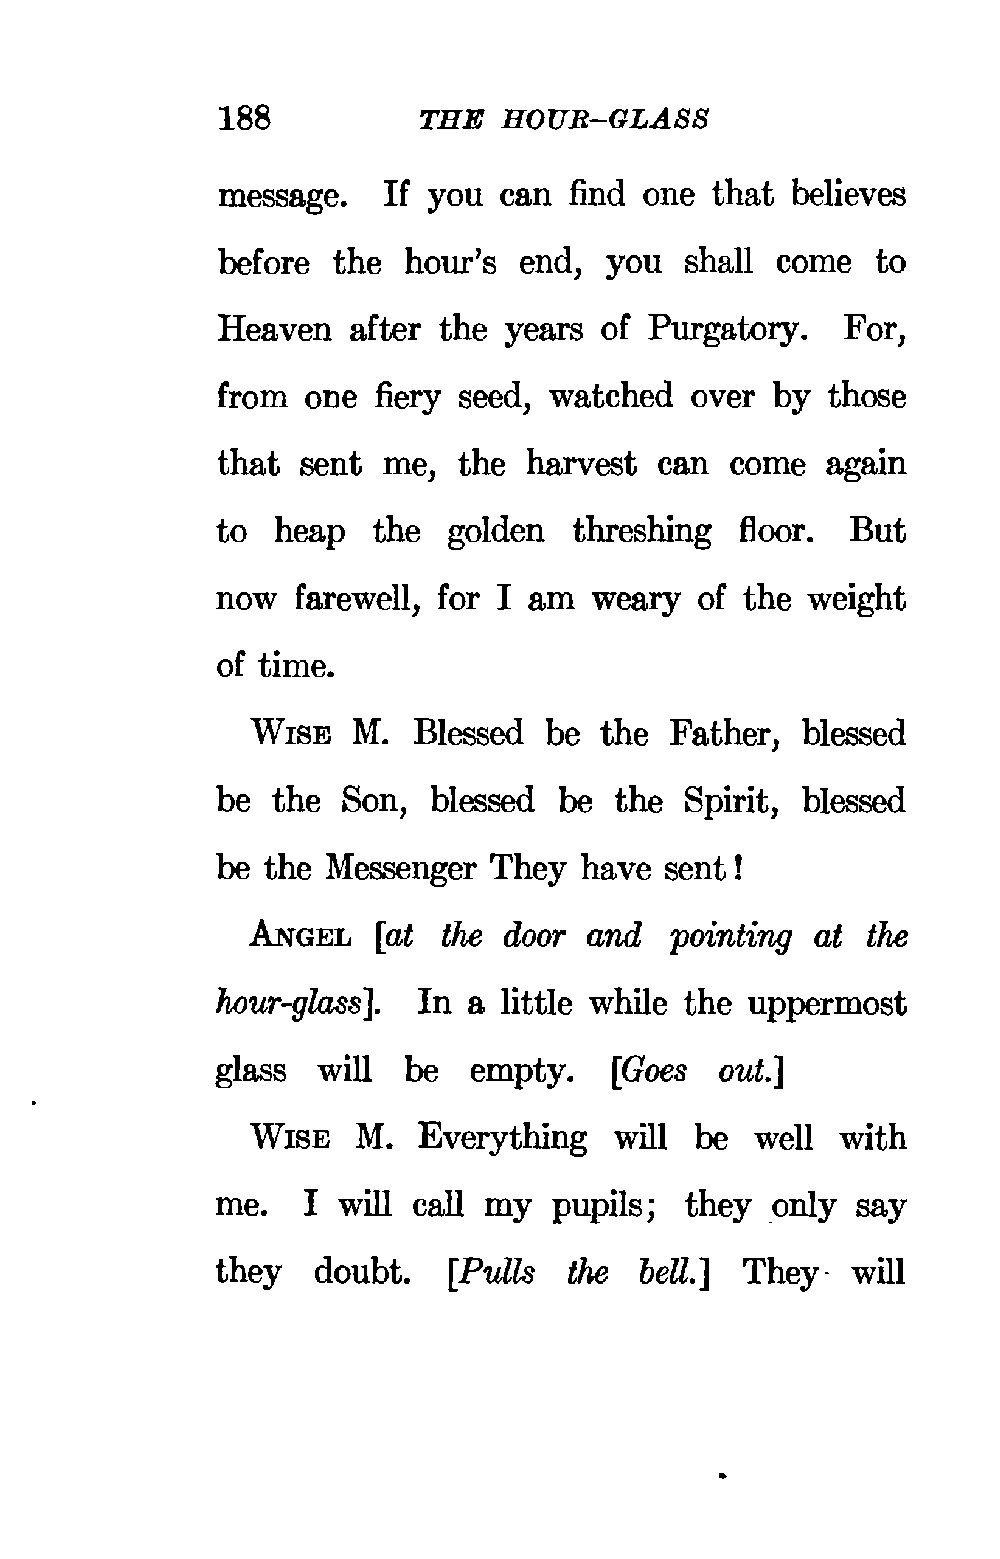 188 THE HOUR-GLASS
message. If you can find one that believes
before the hour's end, you shall come to
Heaven after the years of Purgatory. For,
from one fiery seed, watched over by those
that sent me, the harvest can come again
to heap the golden threshing floor. But
now farewell, for I am weary of the weight
of time.
WISE M. Blessed be the Father, blessed
be the Son, blessed be the Spirit, blessed
be the Messenger They have sent!
ANGEL [at the door and pointing at the
hour-glass]. In a little while the uppermost
glass will be empty. [Goes out.]
WISE M. Everything will be well with
me. I will call my pupils; they only say
they doubt. [Pulls the bell.] They will